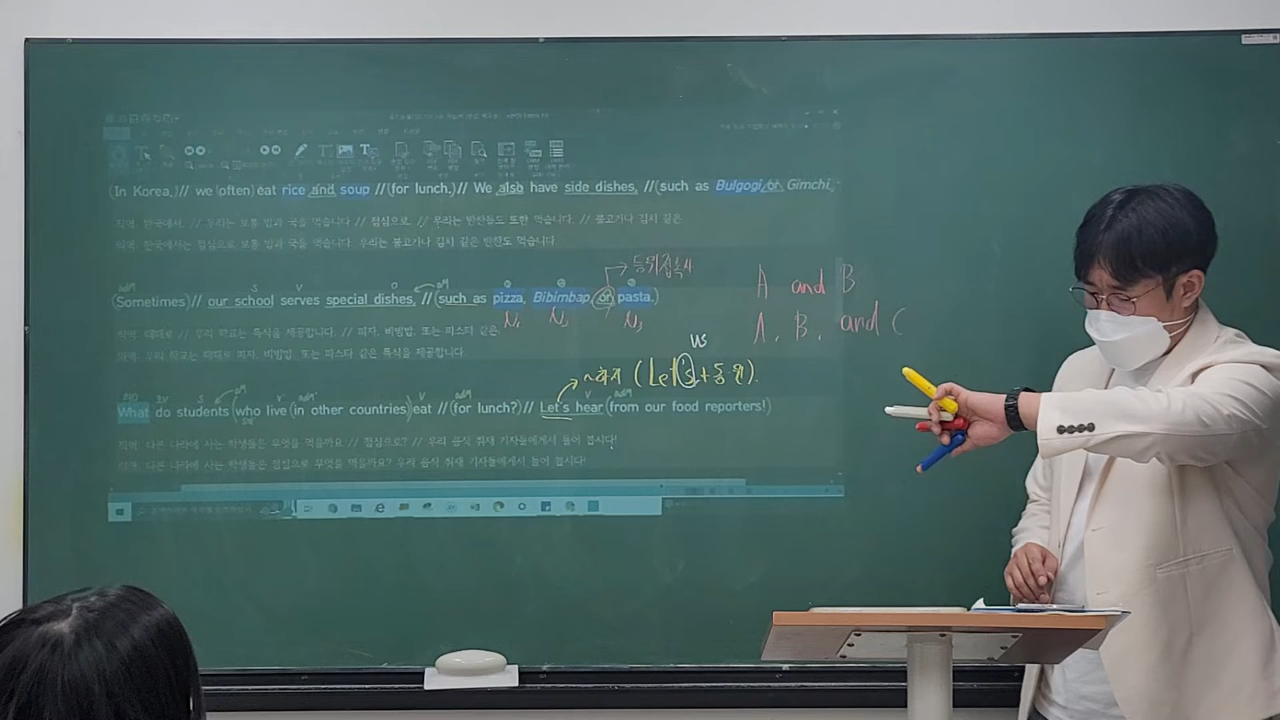 (In Korea,)// we (often) eat rice and soup //(for lunch.)// We also have side dishes, //(such as Bulgogi or Gimchi.
직역: 한국에서, // 우리는 보통 밥과 국을 먹습니다 // 점심으로. // 우리는 반찬들도 또한 먹습니다. // 불고기나 김치 같은.
의역: 한국에서는 점심으로 보통 밥과 국을 먹습니다. 우리는 불고기나 김치 같은 반찬도 먹습니다.
등위접속사
A and B
adM S V O adM
(Sometimes)// our school serves special dishes, //(such as pizza, Bibimbap, or pasta.)
N₁ N₂ N₃
A, B, and C
직역: 때때로 // 우리 학교는 특식을 제공합니다. // 피자, 비빔밥, 또는 파스타 같은.
의역: 우리 학교는 때때로 피자, 비빔밥, 또는 파스타 같은 특식을 제공합니다.
us
~하자 (Let's + 동원).
What do students (who live (in other countries)) eat //(for lunch?)// Let's hear (from our food reporters!)
직역: 다른 나라에 사는 학생들은 무엇을 먹을까요 // 점심으로? // 우리 음식 취재 기자들에게서 들어 봅시다!
의역: 다른 나라에 사는 학생들은 점심으로 무엇을 먹을까요? 우리 음식 취재 기자들에게서 들어 봅시다!